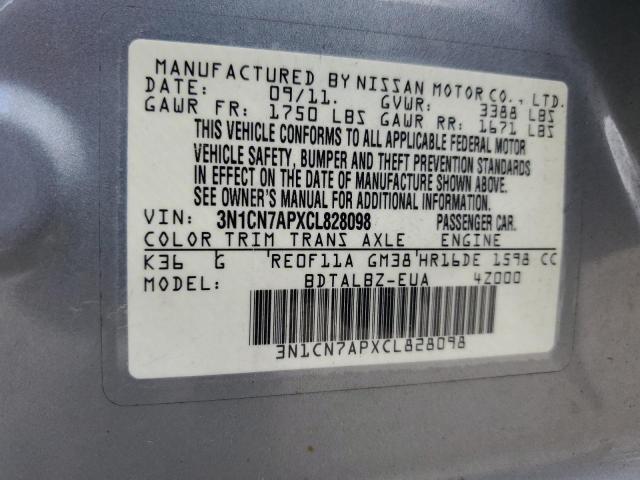 MANUFACTURED BY NISSAN MOTOR CO., LTD.
DATE: 09/11. GVWR: 3388 LBS
GAWR FR: 1750 LBS GAWR RR: 1671 LBS
THIS VEHICLE CONFORMS TO ALL APPLICABLE FEDERAL MOTOR
VEHICLE SAFETY, BUMPER AND THEFT PREVENTION STANDARDS
IN EFFECT ON THE DATE OF MANUFACTURE SHOWN ABOVE.
SEE OWNER'S MANUAL FOR ADDITIONAL INFORMATION.
VIN: 3N1CN7APXCL828098 PASSENGER CAR.
COLOR TRIM TRANS AXLE ENGINE
K36 G 'RE0F11A GM38'HR16DE 1598 CC
MODEL: BDTALBZ-EUA 4Z000
3N1CN7APXCL828098